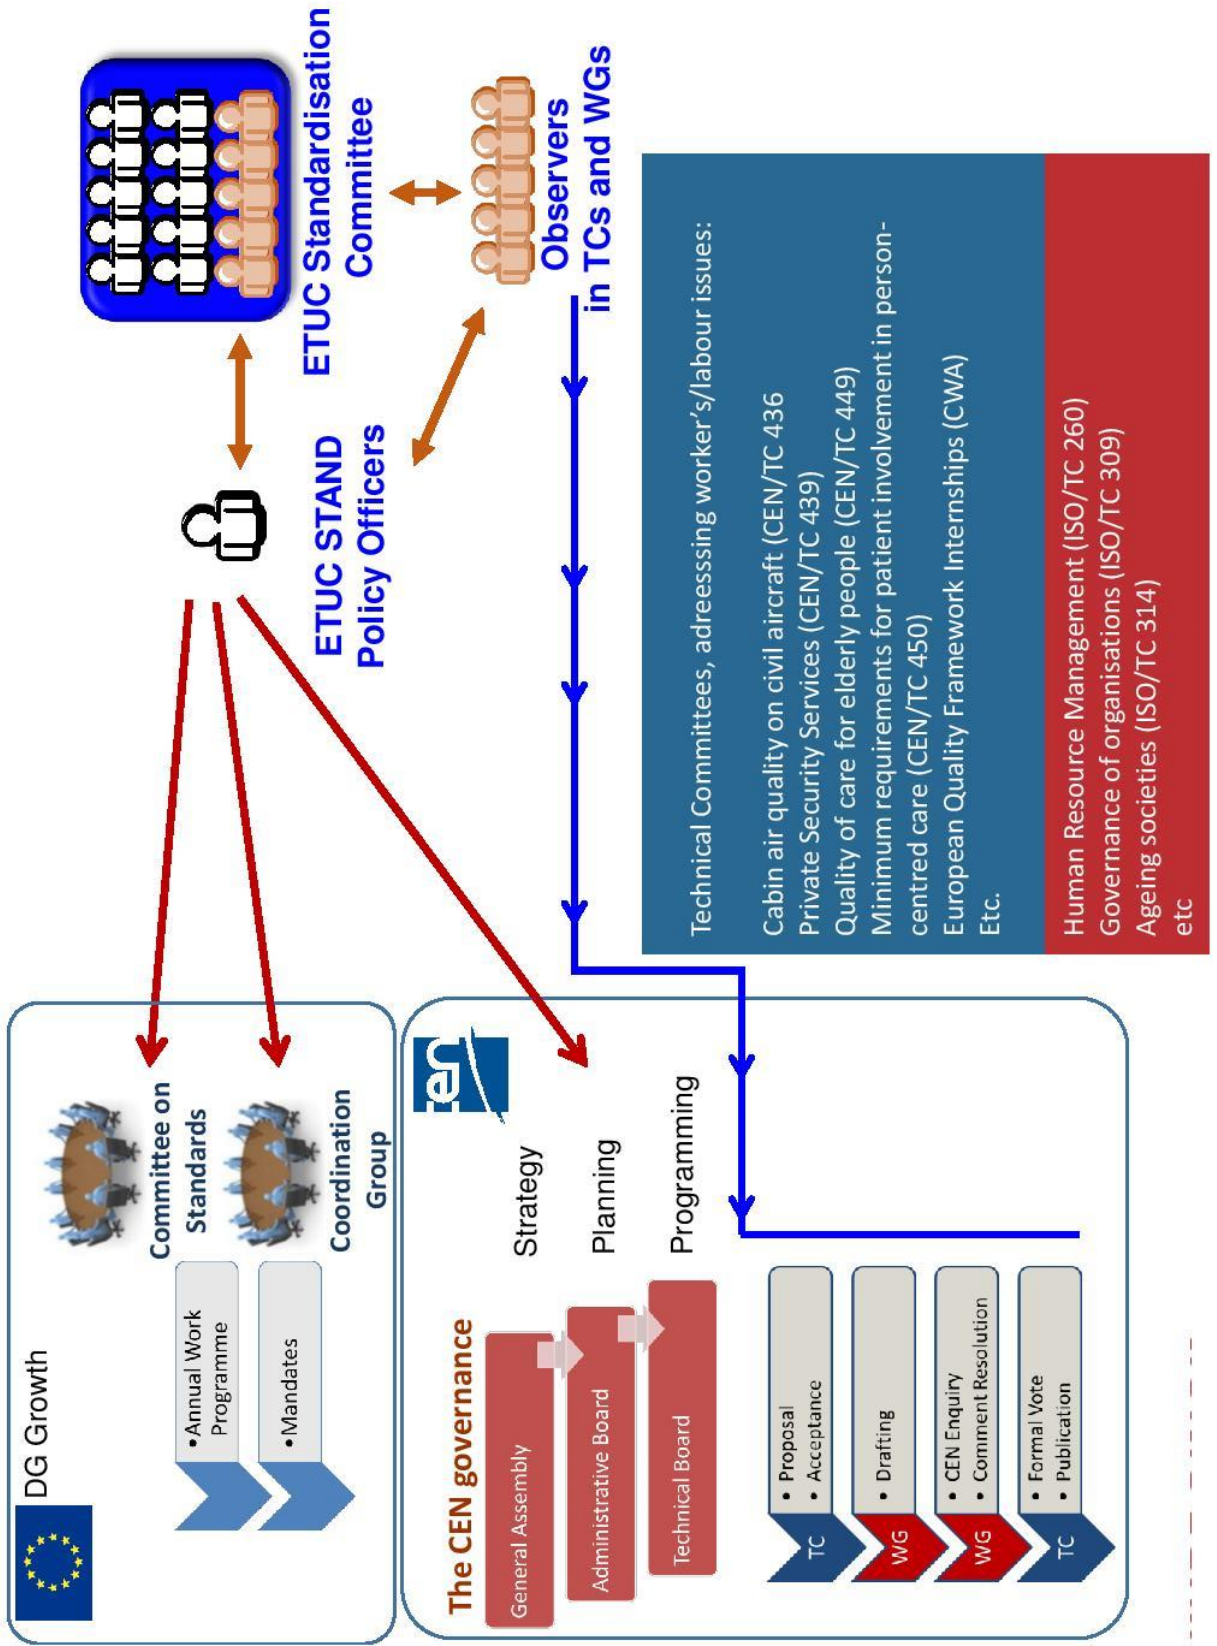 DG Growth
• Annual Work
Programme
• Mandates
Committee on
Standards
Coordination
Group
ETUC STAND
Policy Officers
ETUC Standardisation
Committee
Observers
in TCs and WGs
The CEN governance
cen
General Assembly
Strategy
Administrative Board
Planning
Technical Board
Programming
TC
• Proposal
• Acceptance
WG
• Drafting
WG
• CEN Enquiry
• Comment Resolution
TC
• Formal Vote
• Publication
Technical Committees, adreesssing worker's/labour issues:
Cabin air quality on civil aircraft (CEN/TC 436
Private Security Services (CEN/TC 439)
Quality of care for elderly people (CEN/TC 449)
Minimum requirements for patient involvement in person-
centred care (CEN/TC 450)
European Quality Framework Internships (CWA)
Etc.
Human Resource Management (ISO/TC 260)
Governance of organisations (ISO/TC 309)
Ageing societies (ISO/TC 314)
etc